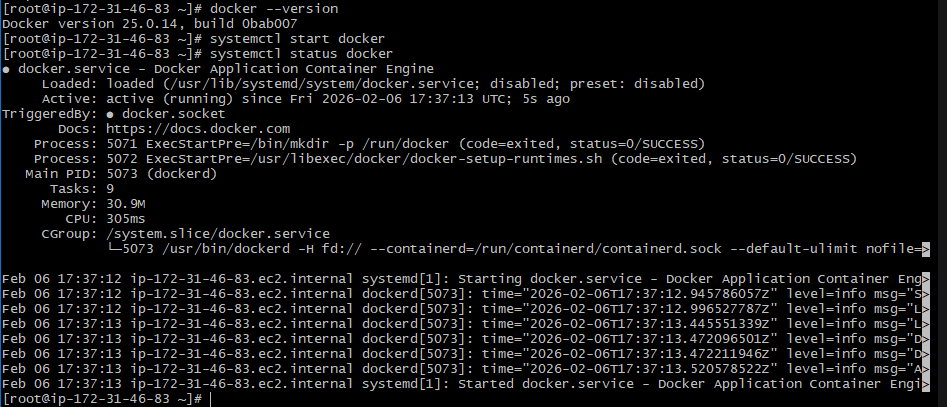 [root@ip-172-31-46-83 ~]# docker --version
Docker version 25.0.14, build 0bab007
[root@ip-172-31-46-83 ~]# systemctl start docker
[root@ip-172-31-46-83 ~]# systemctl status docker
● docker.service - Docker Application Container Engine
     Loaded: loaded (/usr/lib/systemd/system/docker.service; disabled; preset: disabled)
     Active: active (running) since Fri 2026-02-06 17:37:13 UTC; 5s ago
TriggeredBy: ● docker.socket
       Docs: https://docs.docker.com
    Process: 5071 ExecStartPre=/bin/mkdir -p /run/docker (code=exited, status=0/SUCCESS)
    Process: 5072 ExecStartPre=/usr/libexec/docker/docker-setup-runtimes.sh (code=exited, status=0/SUCCESS)
   Main PID: 5073 (dockerd)
      Tasks: 9
     Memory: 30.9M
        CPU: 305ms
     CGroup: /system.slice/docker.service
             └─5073 /usr/bin/dockerd -H fd:// --containerd=/run/containerd/containerd.sock --default-ulimit nofile=>
Feb 06 17:37:12 ip-172-31-46-83.ec2.internal systemd[1]: Starting docker.service - Docker Application Container Eng>
Feb 06 17:37:12 ip-172-31-46-83.ec2.internal dockerd[5073]: time="2026-02-06T17:37:12.945786057Z" level=info msg="S>
Feb 06 17:37:12 ip-172-31-46-83.ec2.internal dockerd[5073]: time="2026-02-06T17:37:12.996527787Z" level=info msg="L>
Feb 06 17:37:13 ip-172-31-46-83.ec2.internal dockerd[5073]: time="2026-02-06T17:37:13.445551339Z" level=info msg="L>
Feb 06 17:37:13 ip-172-31-46-83.ec2.internal dockerd[5073]: time="2026-02-06T17:37:13.472096501Z" level=info msg="D>
Feb 06 17:37:13 ip-172-31-46-83.ec2.internal dockerd[5073]: time="2026-02-06T17:37:13.472211946Z" level=info msg="D>
Feb 06 17:37:13 ip-172-31-46-83.ec2.internal dockerd[5073]: time="2026-02-06T17:37:13.520578522Z" level=info msg="A>
Feb 06 17:37:13 ip-172-31-46-83.ec2.internal systemd[1]: Started docker.service - Docker Application Container Engi>
[root@ip-172-31-46-83 ~]#